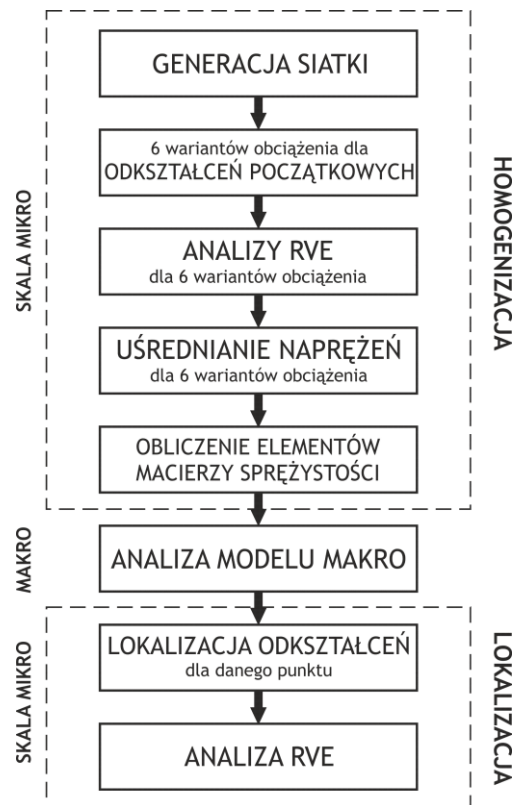 GENERACJA SIATKI
6 wariantów obciążenia dla
ODKSZTAŁCEŃ POCZĄTKOWYCH
ANALIZY RVE
dla 6 wariantów obciążenia
UŚREDNIANIE NAPRĘŻEŃ
dla 6 wariantów obciążenia
OBLICZENIE ELEMENTÓW
MACIERZY SPRĘŻYSTOŚCI
SKALA MIKRO
HOMOGENIZACJA
MAKRO
ANALIZA MODELU MAKRO
LOKALIZACJA ODKSZTAŁCEŃ
dla danego punktu
ANALIZA RVE
SKALA MIKRO
LOKALIZACJA